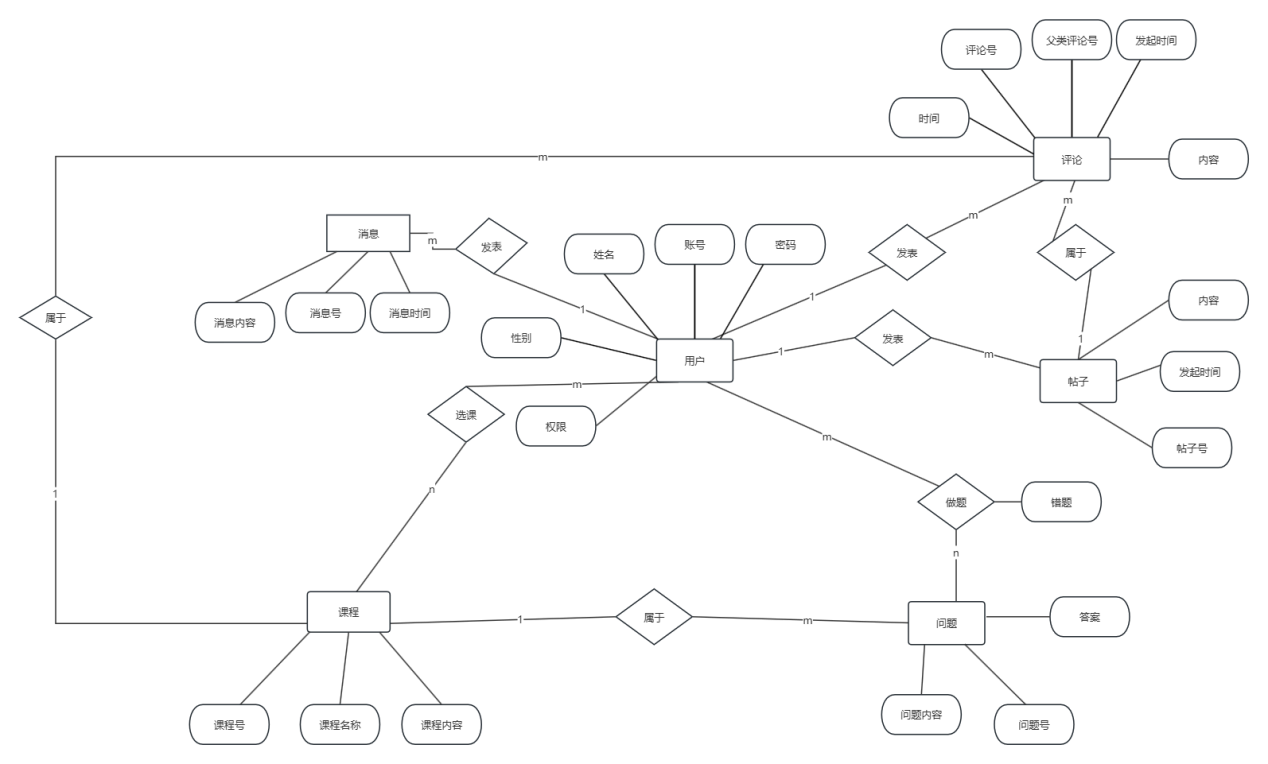 评论号
父类评论号
发起时间
时间
m
评论
内容
m
m
消息
m
发表
姓名
账号
密码
发表
属于
消息内容
消息号
消息时间
1
1
内容
属于
性别
用户
1
发表
m
1
发起时间
帖子
m
选课
权限
m
帖子号
n
1
做题
错题
n
课程
1
属于
m
问题
答案
课程号
课程名称
课程内容
问题内容
问题号